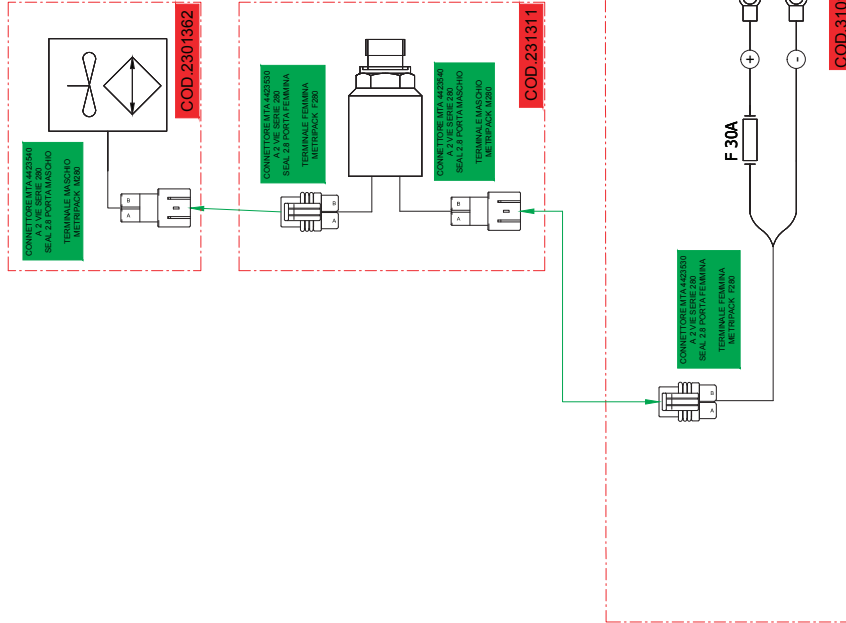 COD.2301362
CONNETTORE MTA 4423540
A 2 VIE SERIE 280
SEAL 2.8 PORTA MASCHIO
TERMINALE MASCHIO
METRIPACK M280
B
A
COD.231311
CONNETTORE MTA 4423530
A 2 VIE SERIE 280
SEAL 2.8 PORTA FEMMINA
TERMINALE FEMMINA
METRIPACK F280
B
A
CONNETTORE MTA 4423540
A 2 VIE SERIE 280
SEAL 2.8 PORTA MASCHIO
TERMINALE MASCHIO
METRIPACK M280
B
A
COD.310
+
-
F 30A
CONNETTORE MTA 4423530
A 2 VIE SERIE 280
SEAL 2.8 PORTA FEMMINA
TERMINALE FEMMINA
METRIPACK F280
B
A